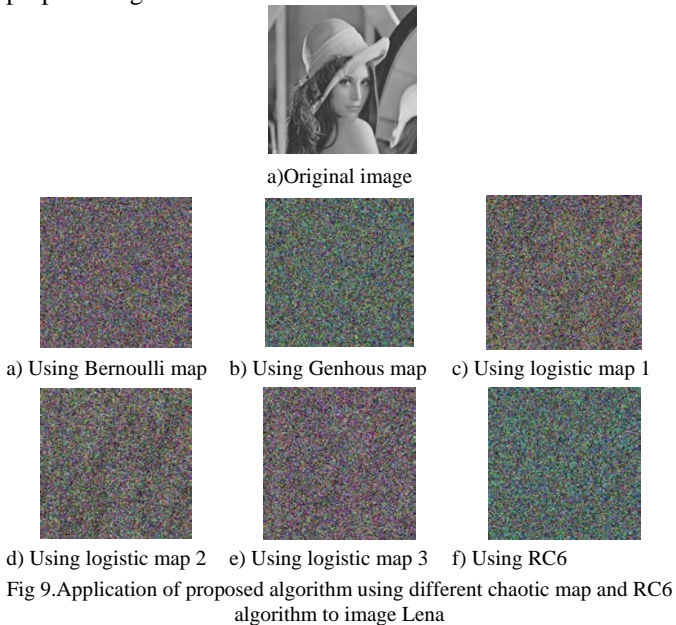 a)Original image
a) Using Bernoulli map b) Using Genhous map c) Using logistic map 1
d) Using logistic map 2 e) Using logistic map 3 f) Using RC6
Fig 9.Application of proposed algorithm using different chaotic map and RC6
algorithm to image Lena